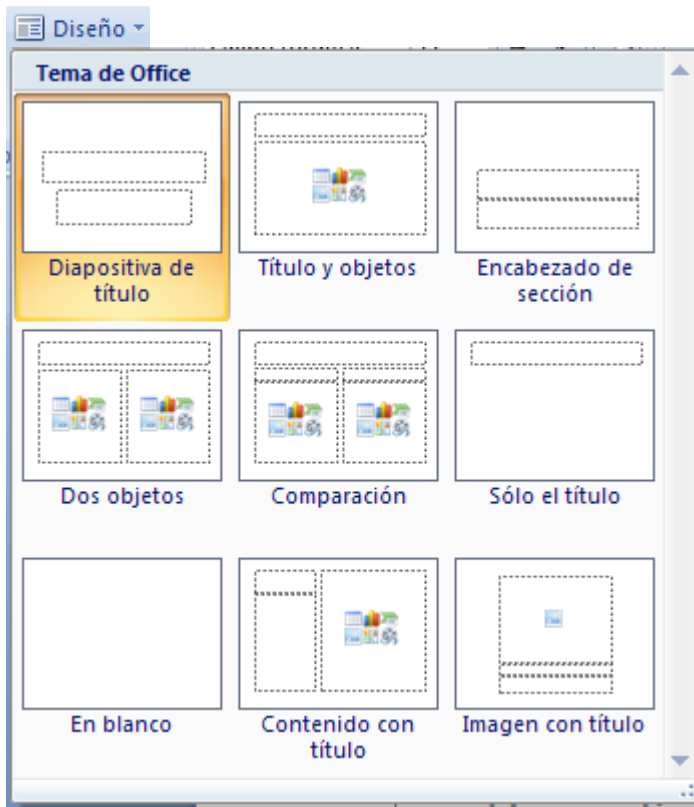 Diseño
Tema de Office
Diapositiva de
título
Título y objetos
Encabezado de
sección
Dos objetos
Comparación
Sólo el título
En blanco
Contenido con
título
Imagen con título